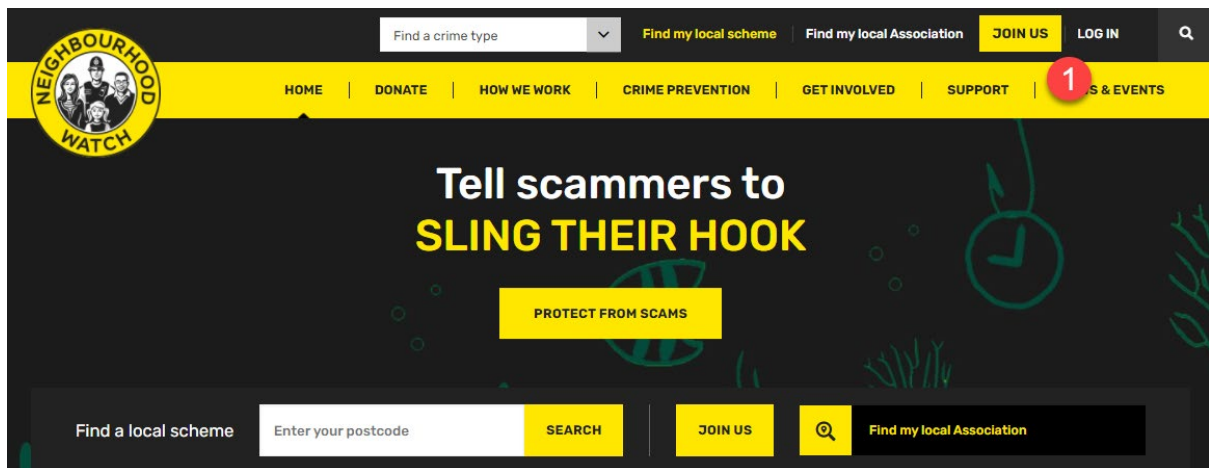 Find a crime type
Find my local scheme
Find my local Association
JOIN US
LOG IN
NEIGHBOURHOOD
WATCH
HOME
DONATE
HOW WE WORK
CRIME PREVENTION
GET INVOLVED
SUPPORT
1
S & EVENTS
Tell scammers to
SLING THEIR HOOK
PROTECT FROM SCAMS
Find a local scheme
Enter your postcode
SEARCH
JOIN US
Find my local Association